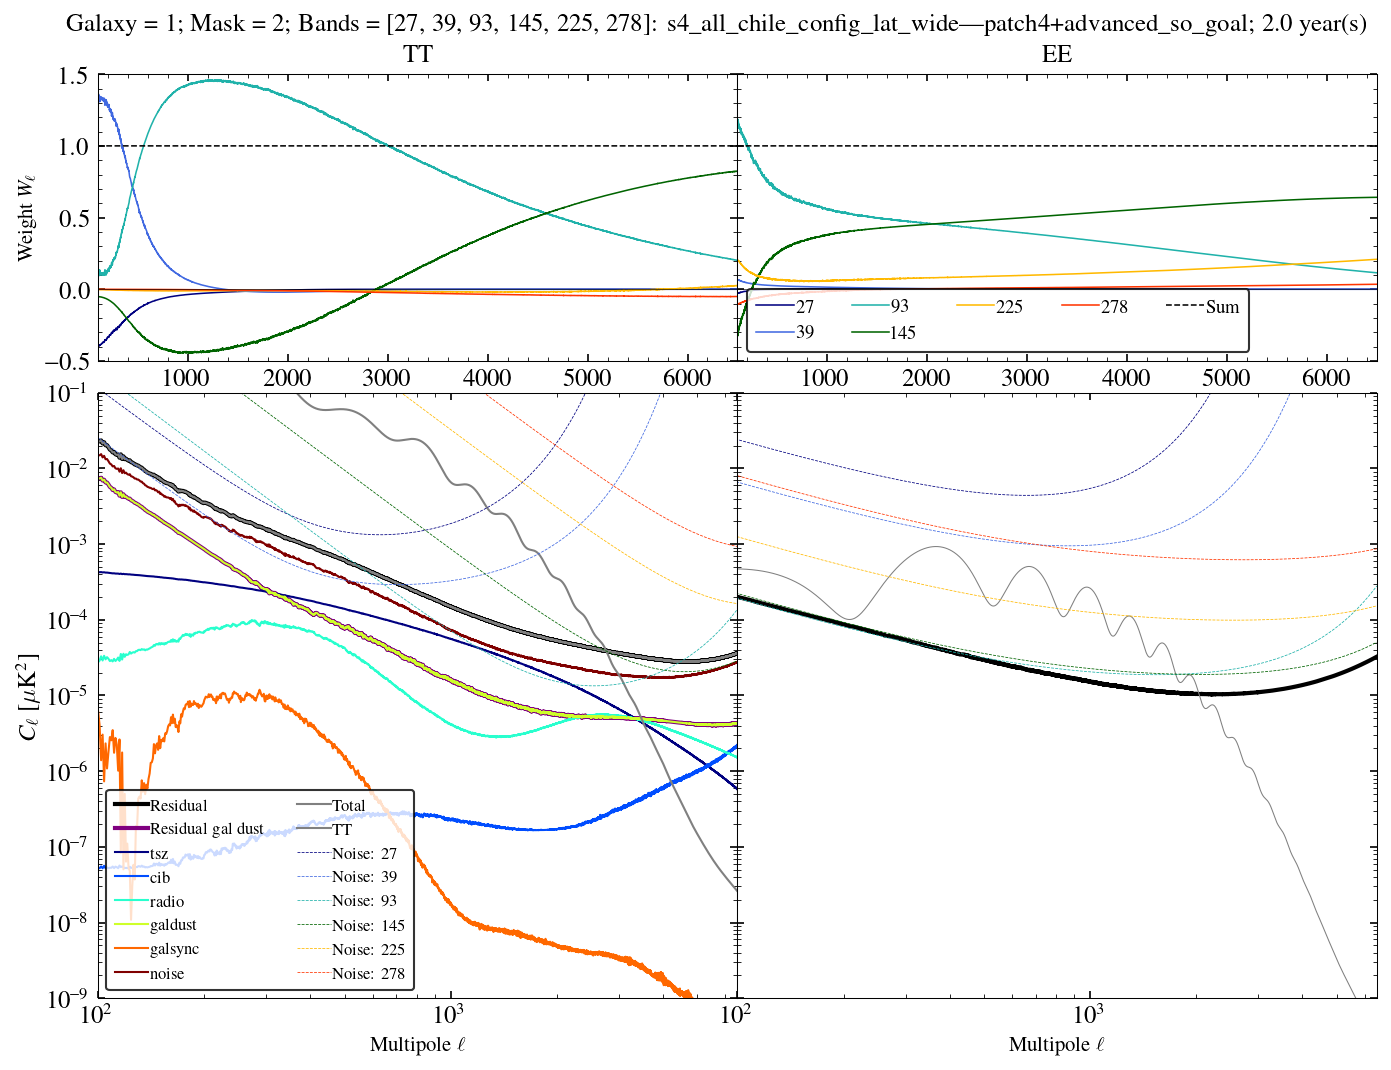 Galaxy = 1; Mask = 2; Bands = [27, 39, 93, 145, 225, 278]: s4_all_chile_config_lat_wide—patch4+advanced_so_goal; 2.0 year(s)
TT
EE
1.5
1.0
0.5
0.0
−0.5
Weight W_ℓ
1000 2000 3000 4000 5000 6000
1000 2000 3000 4000 5000 6000
27 93 225 278 Sum
39 145
10⁻¹
10⁻²
10⁻³
10⁻⁴
10⁻⁵
10⁻⁶
10⁻⁷
10⁻⁸
10⁻⁹
C_ℓ [μK²]
Residual Total
Residual gal dust TT
tsz Noise: 27
cib Noise: 39
radio Noise: 93
galdust Noise: 145
galsync Noise: 225
noise Noise: 278
10² 10³ 10² 10³
Multipole ℓ
Multipole ℓ